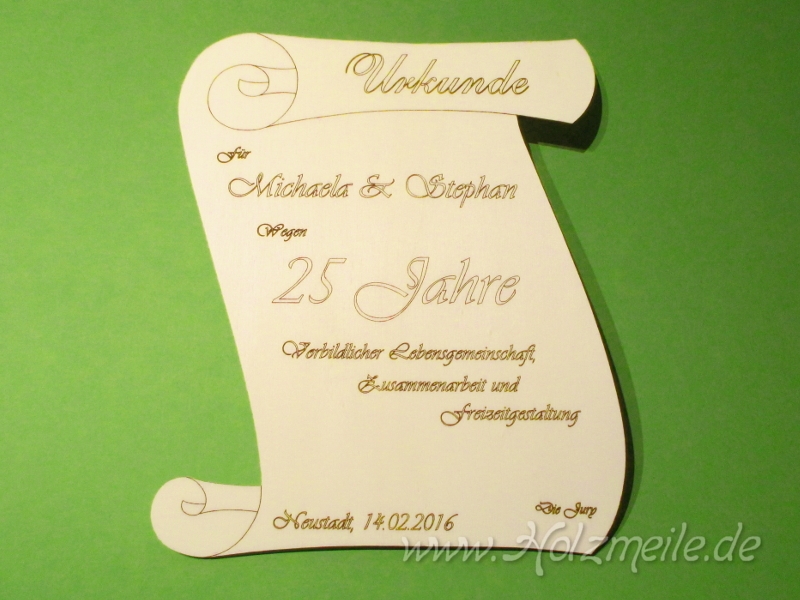 Urkunde
Für
Michaela & Stephan
Wegen
25 Jahre
Vorbildlicher Lebensgemeinschaft,
Zusammenarbeit und
Freizeitgestaltung
Die Jury
Neustadt, 14.02.2016
www.Holzmeile.de